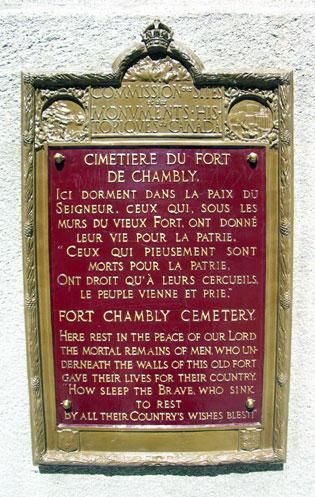 COMMISSION DES SITES
ET DES
MONUMENTS HIS-
TORIQUES CANADA
CIMETIERE DU FORT
DE CHAMBLY.
ICI DORMENT DANS LA PAIX DU
SEIGNEUR, CEUX QUI, SOUS LES
MURS DU VIEUX FORT, ONT DONNÉ
LEUR VIE POUR LA PATRIE.
"CEUX QUI PIEUSEMENT SONT
MORTS POUR LA PATRIE,
ONT DROIT QU'À LEURS CERCUEILS,
LE PEUPLE VIENNE ET PRIE."
FORT CHAMBLY CEMETERY.
HERE REST IN THE PEACE OF OUR LORD
THE MORTAL REMAINS OF MEN, WHO UN-
DERNEATH THE WALLS OF THIS OLD FORT
GAVE THEIR LIVES FOR THEIR COUNTRY.
"HOW SLEEP THE BRAVE, WHO SINK
TO REST
BY ALL THEIR COUNTRY'S WISHES BLEST!"